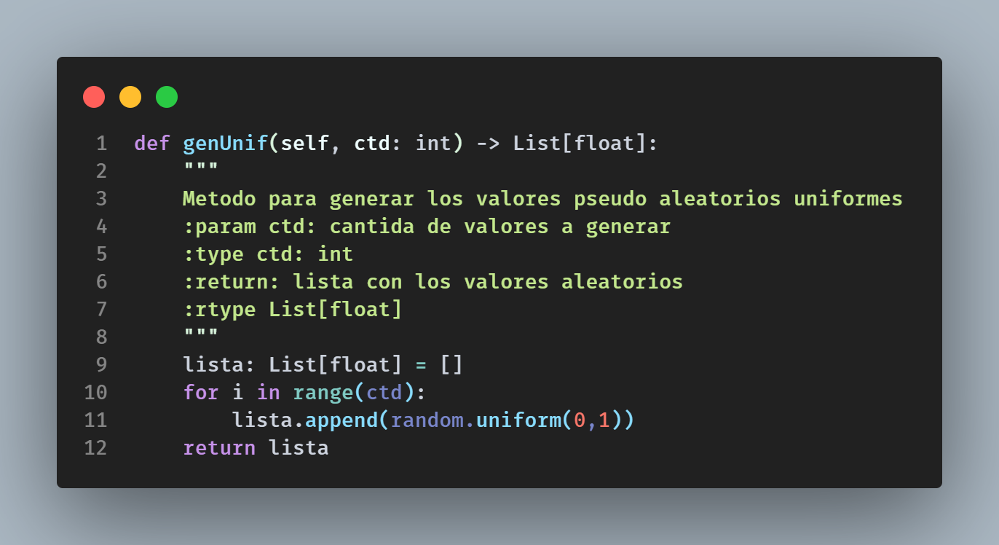 1 def genUnif(self, ctd: int) -> List[float]:
2     """
3     Metodo para generar los valores pseudo aleatorios uniformes
4     :param ctd: cantida de valores a generar
5     :type ctd: int
6     :return: lista con los valores aleatorios
7     :rtype List[float]
8     """
9     lista: List[float] = []
10     for i in range(ctd):
11         lista.append(random.uniform(0,1))
12     return lista